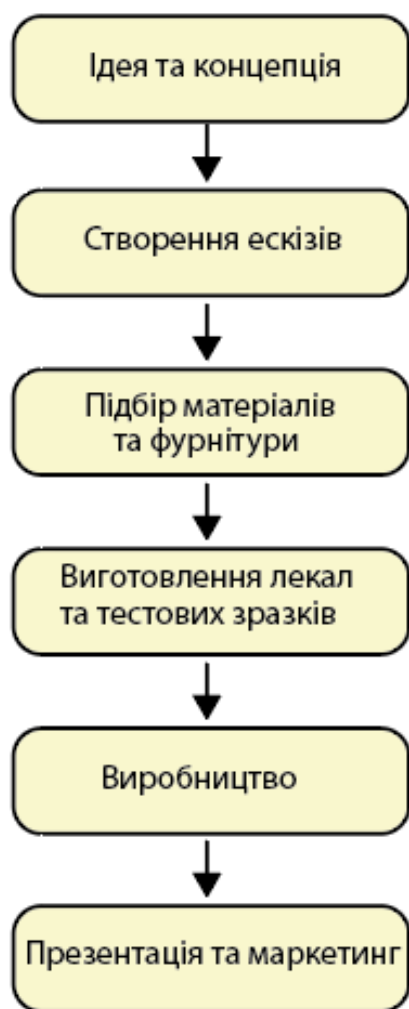 Ідея та концепція
Створення ескізів
Підбір матеріалів
та фурнітури
Виготовлення лекал
та тестових зразків
Виробництво
Презентація та маркетинг